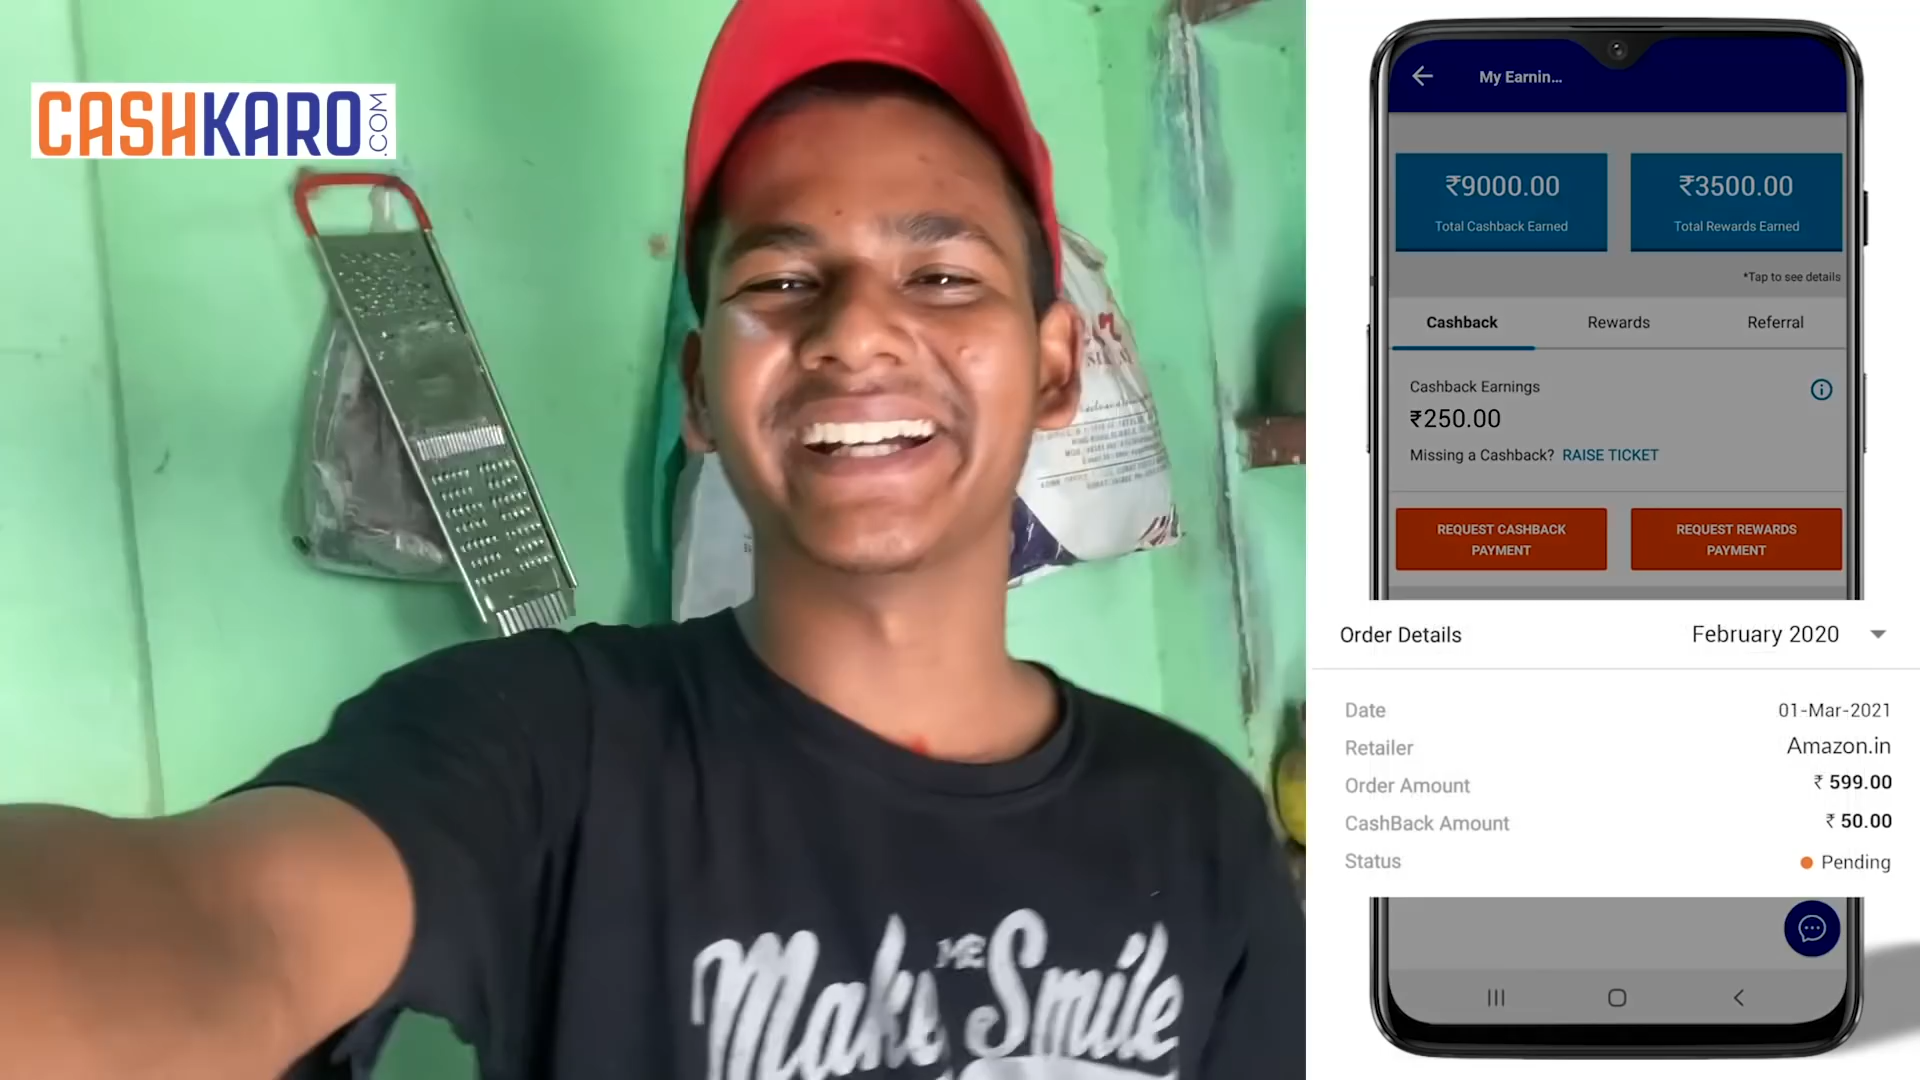 CASHKARO.COM
Make ME Smile
My Earnin...
₹9000.00
Total Cashback Earned
₹3500.00
Total Rewards Earned
*Tap to see details
Cashback Rewards Referral
Cashback Earnings
₹250.00
Missing a Cashback? RAISE TICKET
REQUEST CASHBACK
PAYMENT
REQUEST REWARDS
PAYMENT
Order Details February 2020
Date 01-Mar-2021
Retailer Amazon.in
Order Amount ₹ 599.00
CashBack Amount ₹ 50.00
Status Pending